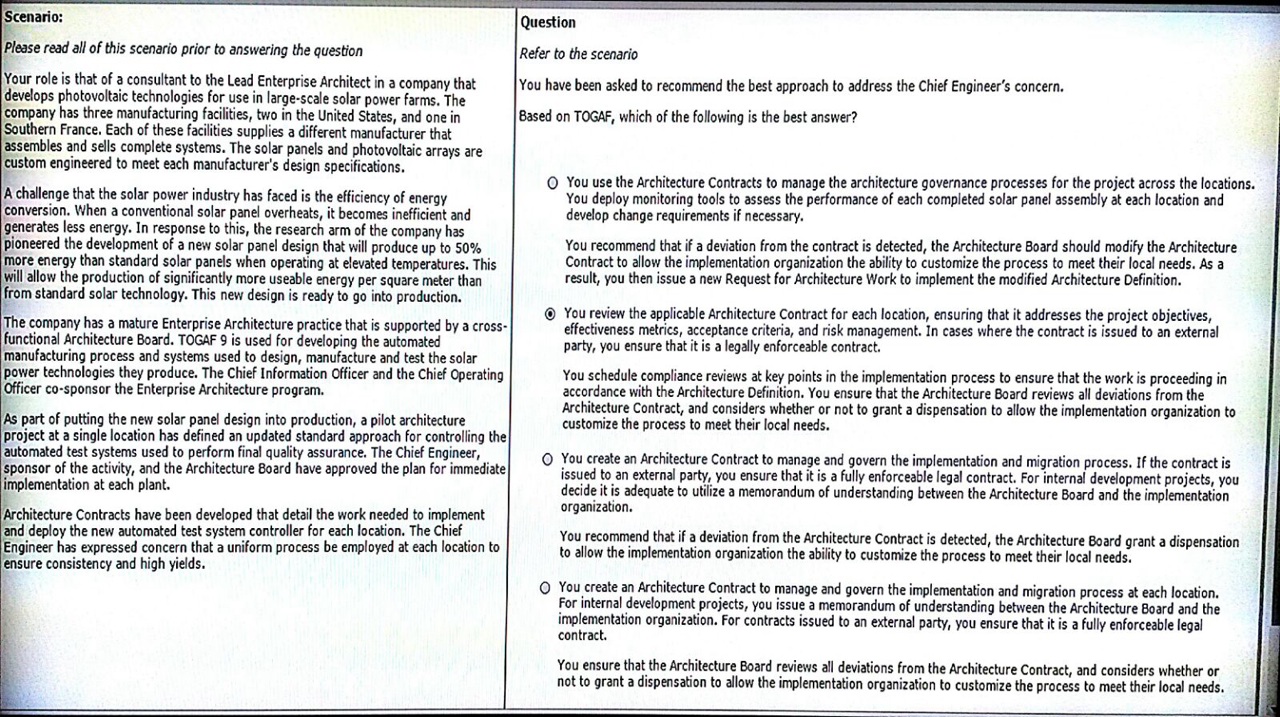 Scenario:
Please read all of this scenario prior to answering the question
Your role is that of a consultant to the Lead Enterprise Architect in a company that
develops photovoltaic technologies for use in large-scale solar power farms. The
company has three manufacturing facilities, two in the United States, and one in
Southern France. Each of these facilities supplies a different manufacturer that
assembles and sells complete systems. The solar panels and photovoltaic arrays are
custom engineered to meet each manufacturer's design specifications.
A challenge that the solar power industry has faced is the efficiency of energy
conversion. When a conventional solar panel overheats, it becomes inefficient and
generates less energy. In response to this, the research arm of the company has
pioneered the development of a new solar panel design that will produce up to 50%
more energy than standard solar panels when operating at elevated temperatures. This
will allow the production of significantly more useable energy per square meter than
from standard solar technology. This new design is ready to go into production.
The company has a mature Enterprise Architecture practice that is supported by a cross-
functional Architecture Board. TOGAF 9 is used for developing the automated
manufacturing process and systems used to design, manufacture and test the solar
power technologies they produce. The Chief Information Officer and the Chief Operating
Officer co-sponsor the Enterprise Architecture program.
As part of putting the new solar panel design into production, a pilot architecture
project at a single location has defined an updated standard approach for controlling the
automated test systems used to perform final quality assurance. The Chief Engineer,
sponsor of the activity, and the Architecture Board have approved the plan for immediate
implementation at each plant.
Architecture Contracts have been developed that detail the work needed to implement
and deploy the new automated test system controller for each location. The Chief
Engineer has expressed concern that a uniform process be employed at each location to
ensure consistency and high yields.
Question
Refer to the scenario
You have been asked to recommend the best approach to address the Chief Engineer's concern.
Based on TOGAF, which of the following is the best answer?
You use the Architecture Contracts to manage the architecture governance processes for the project across the locations.
You deploy monitoring tools to assess the performance of each completed solar panel assembly at each location and
develop change requirements if necessary.
You recommend that if a deviation from the contract is detected, the Architecture Board should modify the Architecture
Contract to allow the implementation organization the ability to customize the process to meet their local needs. As a
result, you then issue a new Request for Architecture Work to implement the modified Architecture Definition.
You review the applicable Architecture Contract for each location, ensuring that it addresses the project objectives,
effectiveness metrics, acceptance criteria, and risk management. In cases where the contract is issued to an external
party, you ensure that it is a legally enforceable contract.
You schedule compliance reviews at key points in the implementation process to ensure that the work is proceeding in
accordance with the Architecture Definition. You ensure that the Architecture Board reviews all deviations from the
Architecture Contract, and considers whether or not to grant a dispensation to allow the implementation organization to
customize the process to meet their local needs.
You create an Architecture Contract to manage and govern the implementation and migration process. If the contract is
issued to an external party, you ensure that it is a fully enforceable legal contract. For internal development projects, you
decide it is adequate to utilize a memorandum of understanding between the Architecture Board and the implementation
organization.
You recommend that if a deviation from the Architecture Contract is detected, the Architecture Board grant a dispensation
to allow the implementation organization the ability to customize the process to meet their local needs.
You create an Architecture Contract to manage and govern the implementation and migration process at each location.
For internal development projects, you issue a memorandum of understanding between the Architecture Board and the
implementation organization. For contracts issued to an external party, you ensure that it is a fully enforceable legal
contract.
You ensure that the Architecture Board reviews all deviations from the Architecture Contract, and considers whether or
not to grant a dispensation to allow the implementation organization to customize the process to meet their local needs.